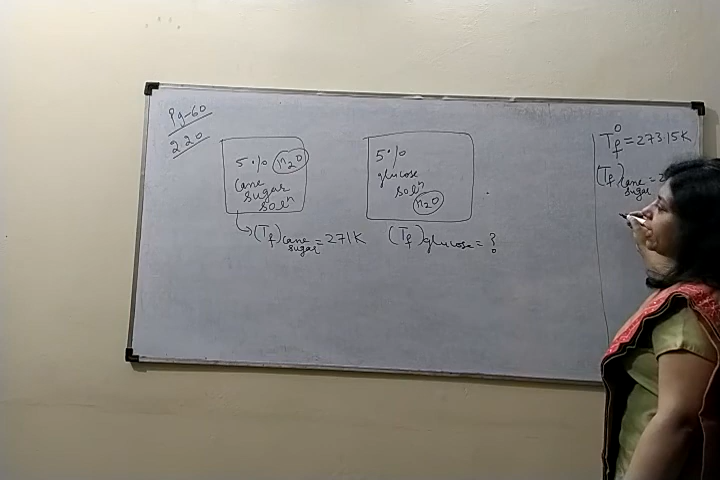 Pg-60
220
5% H2O
Cane
sugar
soln
(Tf)cane sugar = 271K
5%
glucose
soln
H2O
(Tf)glucose = ?
Tf° = 273.15K
(Tf)cane sugar = 2